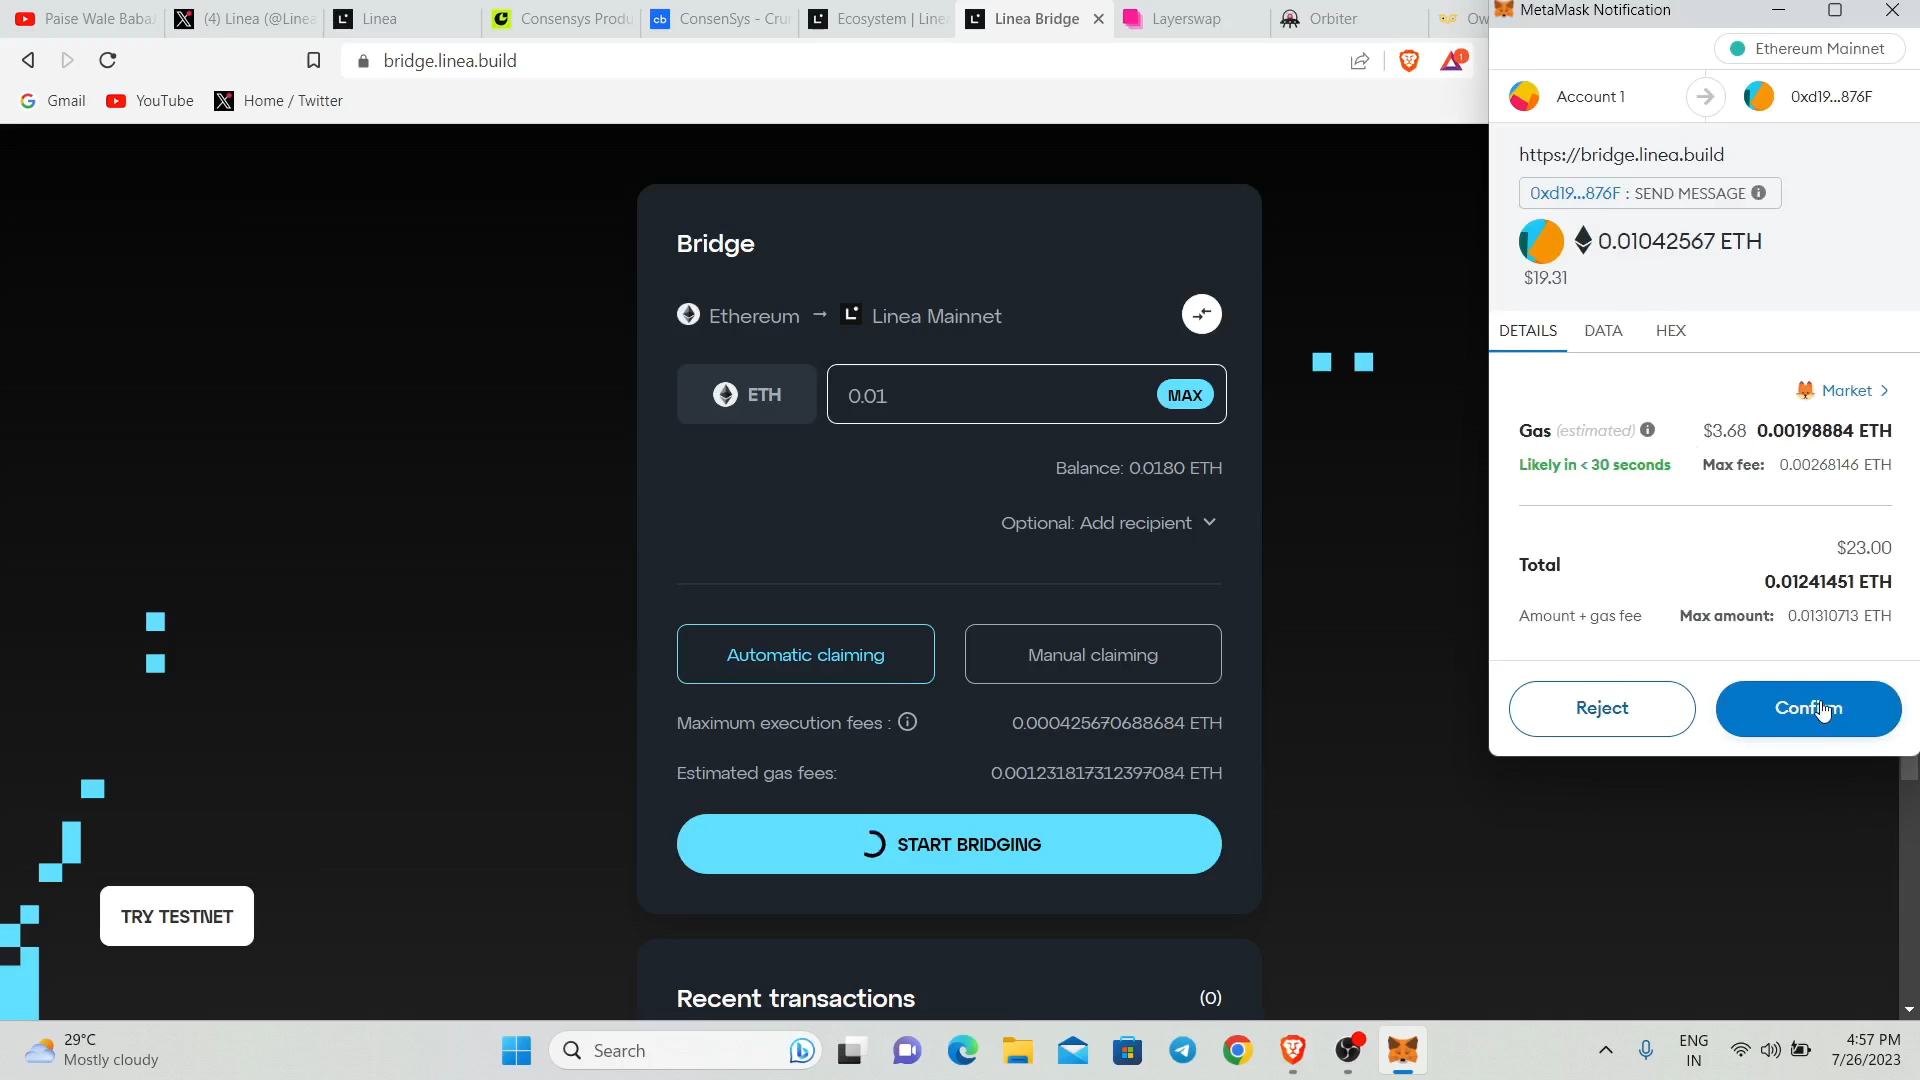 Paise Wale Baba
(4) Linea (@Linea
Linea
Consensys Produ
ConsenSys - Crun
Ecosystem | Linea
Linea Bridge
Layerswap
Orbiter
bridge.linea.build
1
Gmail
YouTube
Home / Twitter
Bridge
Ethereum → Linea Mainnet
ETH
0.01
MAX
Balance: 0.0180 ETH
Optional: Add recipient
Automatic claiming
Manual claiming
Maximum execution fees :
0.000425670688684 ETH
Estimated gas fees:
0.001231817312397084 ETH
START BRIDGING
TRY TESTNET
Recent transactions
(0)
MetaMask Notification
Ethereum Mainnet
Account 1
0xd19...876F
https://bridge.linea.build
0xd19...876F : SEND MESSAGE
0.01042567 ETH
$19.31
DETAILS
DATA
HEX
Market >
Gas (estimated)
$3.68 0.00198884 ETH
Likely in < 30 seconds
Max fee: 0.00268146 ETH
$23.00
Total
0.01241451 ETH
Amount + gas fee
Max amount: 0.01310713 ETH
Reject
Confirm
29°C
Mostly cloudy
Search
ENG
IN
4:57 PM
7/26/2023